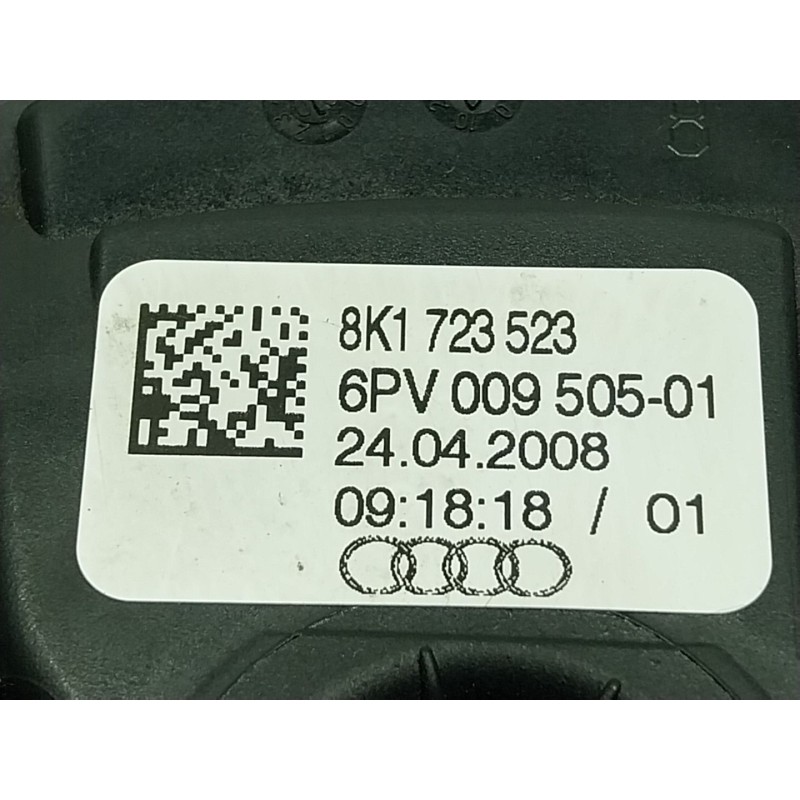 8K1 723 523
6PV 009 505-01
24.04.2008
09:18:18 / 01